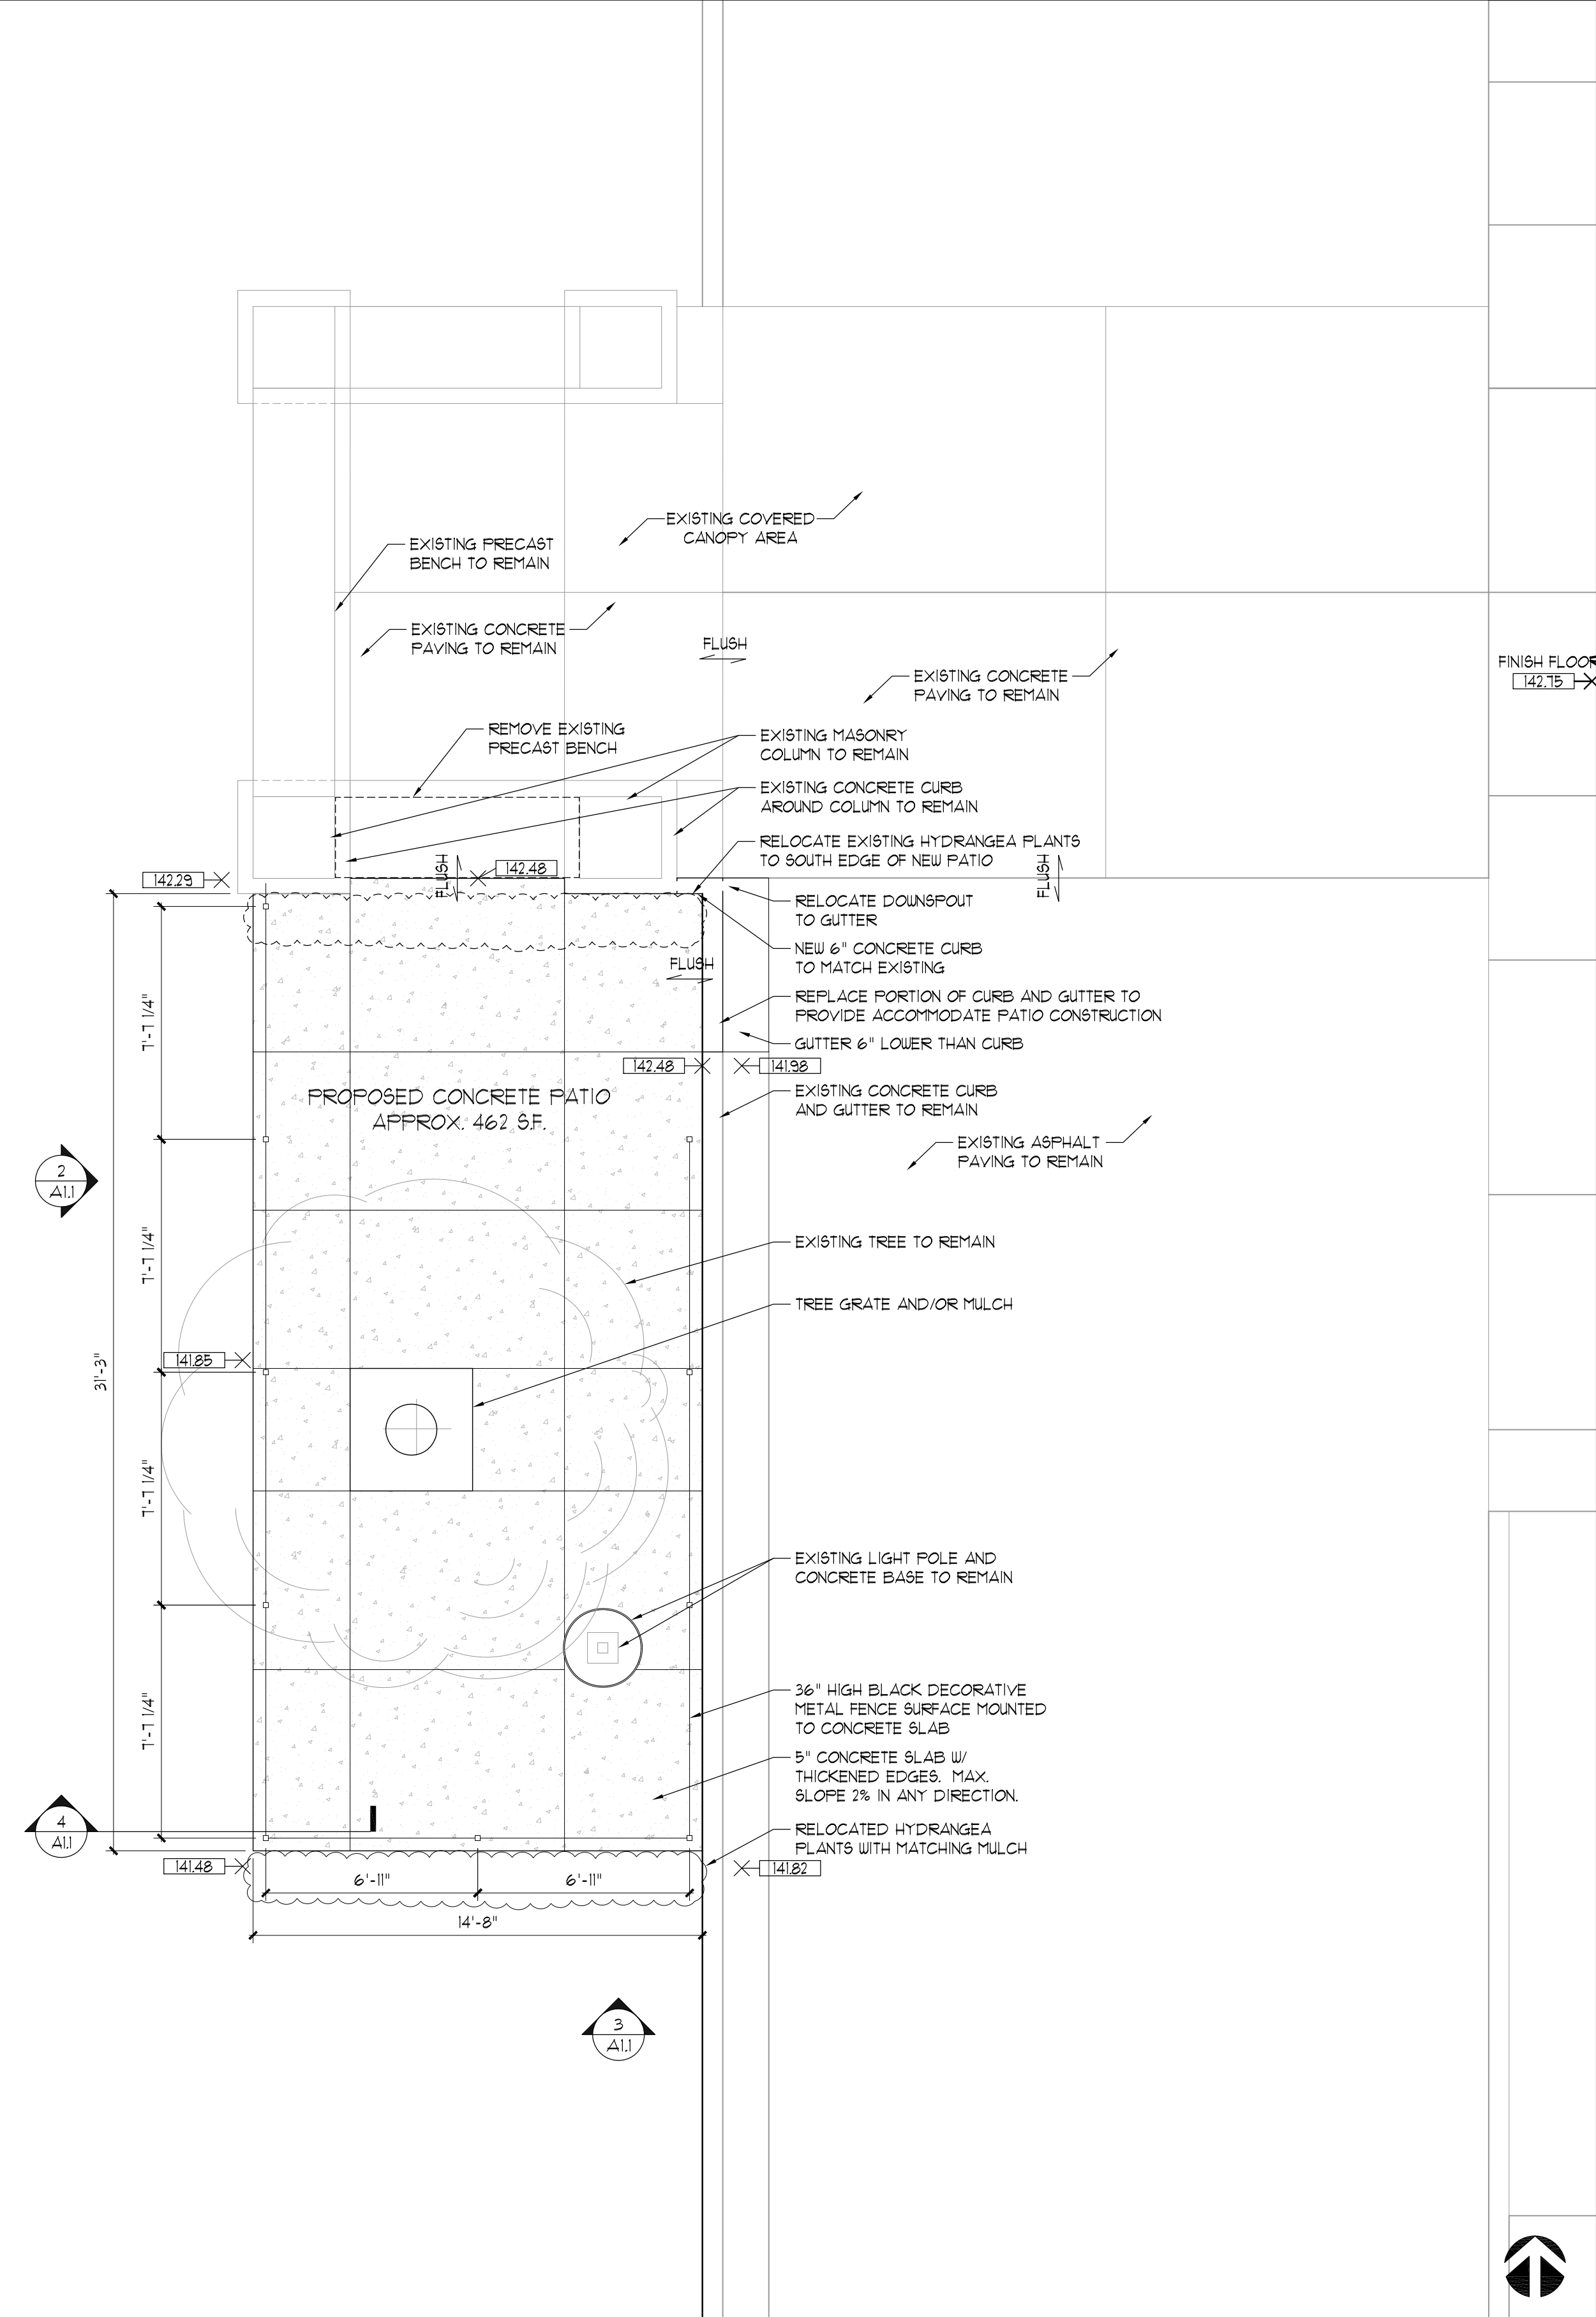 EXISTING COVERED
CANOPY AREA
EXISTING PRECAST
BENCH TO REMAIN
EXISTING CONCRETE
PAVING TO REMAIN
FLUSH
FINISH FLOOR
142.75
EXISTING CONCRETE
PAVING TO REMAIN
REMOVE EXISTING
PRECAST BENCH
EXISTING MASONRY
COLUMN TO REMAIN
EXISTING CONCRETE CURB
AROUND COLUMN TO REMAIN
RELOCATE EXISTING HYDRANGEA PLANTS
TO SOUTH EDGE OF NEW PATIO
142.29
FLUSH
142.48
FLUSH
RELOCATE DOWNSPOUT
TO GUTTER
NEW 6" CONCRETE CURB
TO MATCH EXISTING
FLUSH
REPLACE PORTION OF CURB AND GUTTER TO
PROVIDE ACCOMMODATE PATIO CONSTRUCTION
GUTTER 6" LOWER THAN CURB
7'-7 1/4"
142.48
141.98
PROPOSED CONCRETE PATIO
APPROX. 462 S.F.
EXISTING CONCRETE CURB
AND GUTTER TO REMAIN
EXISTING ASPHALT
PAVING TO REMAIN
2
A1.1
7'-7 1/4"
EXISTING TREE TO REMAIN
TREE GRATE AND/OR MULCH
141.85
31'-3"
7'-7 1/4"
EXISTING LIGHT POLE AND
CONCRETE BASE TO REMAIN
7'-7 1/4"
36" HIGH BLACK DECORATIVE
METAL FENCE SURFACE MOUNTED
TO CONCRETE SLAB
5" CONCRETE SLAB W/
THICKENED EDGES. MAX.
SLOPE 2% IN ANY DIRECTION.
4
A1.1
RELOCATED HYDRANGEA
PLANTS WITH MATCHING MULCH
141.48
141.82
6'-11"
6'-11"
14'-8"
3
A1.1